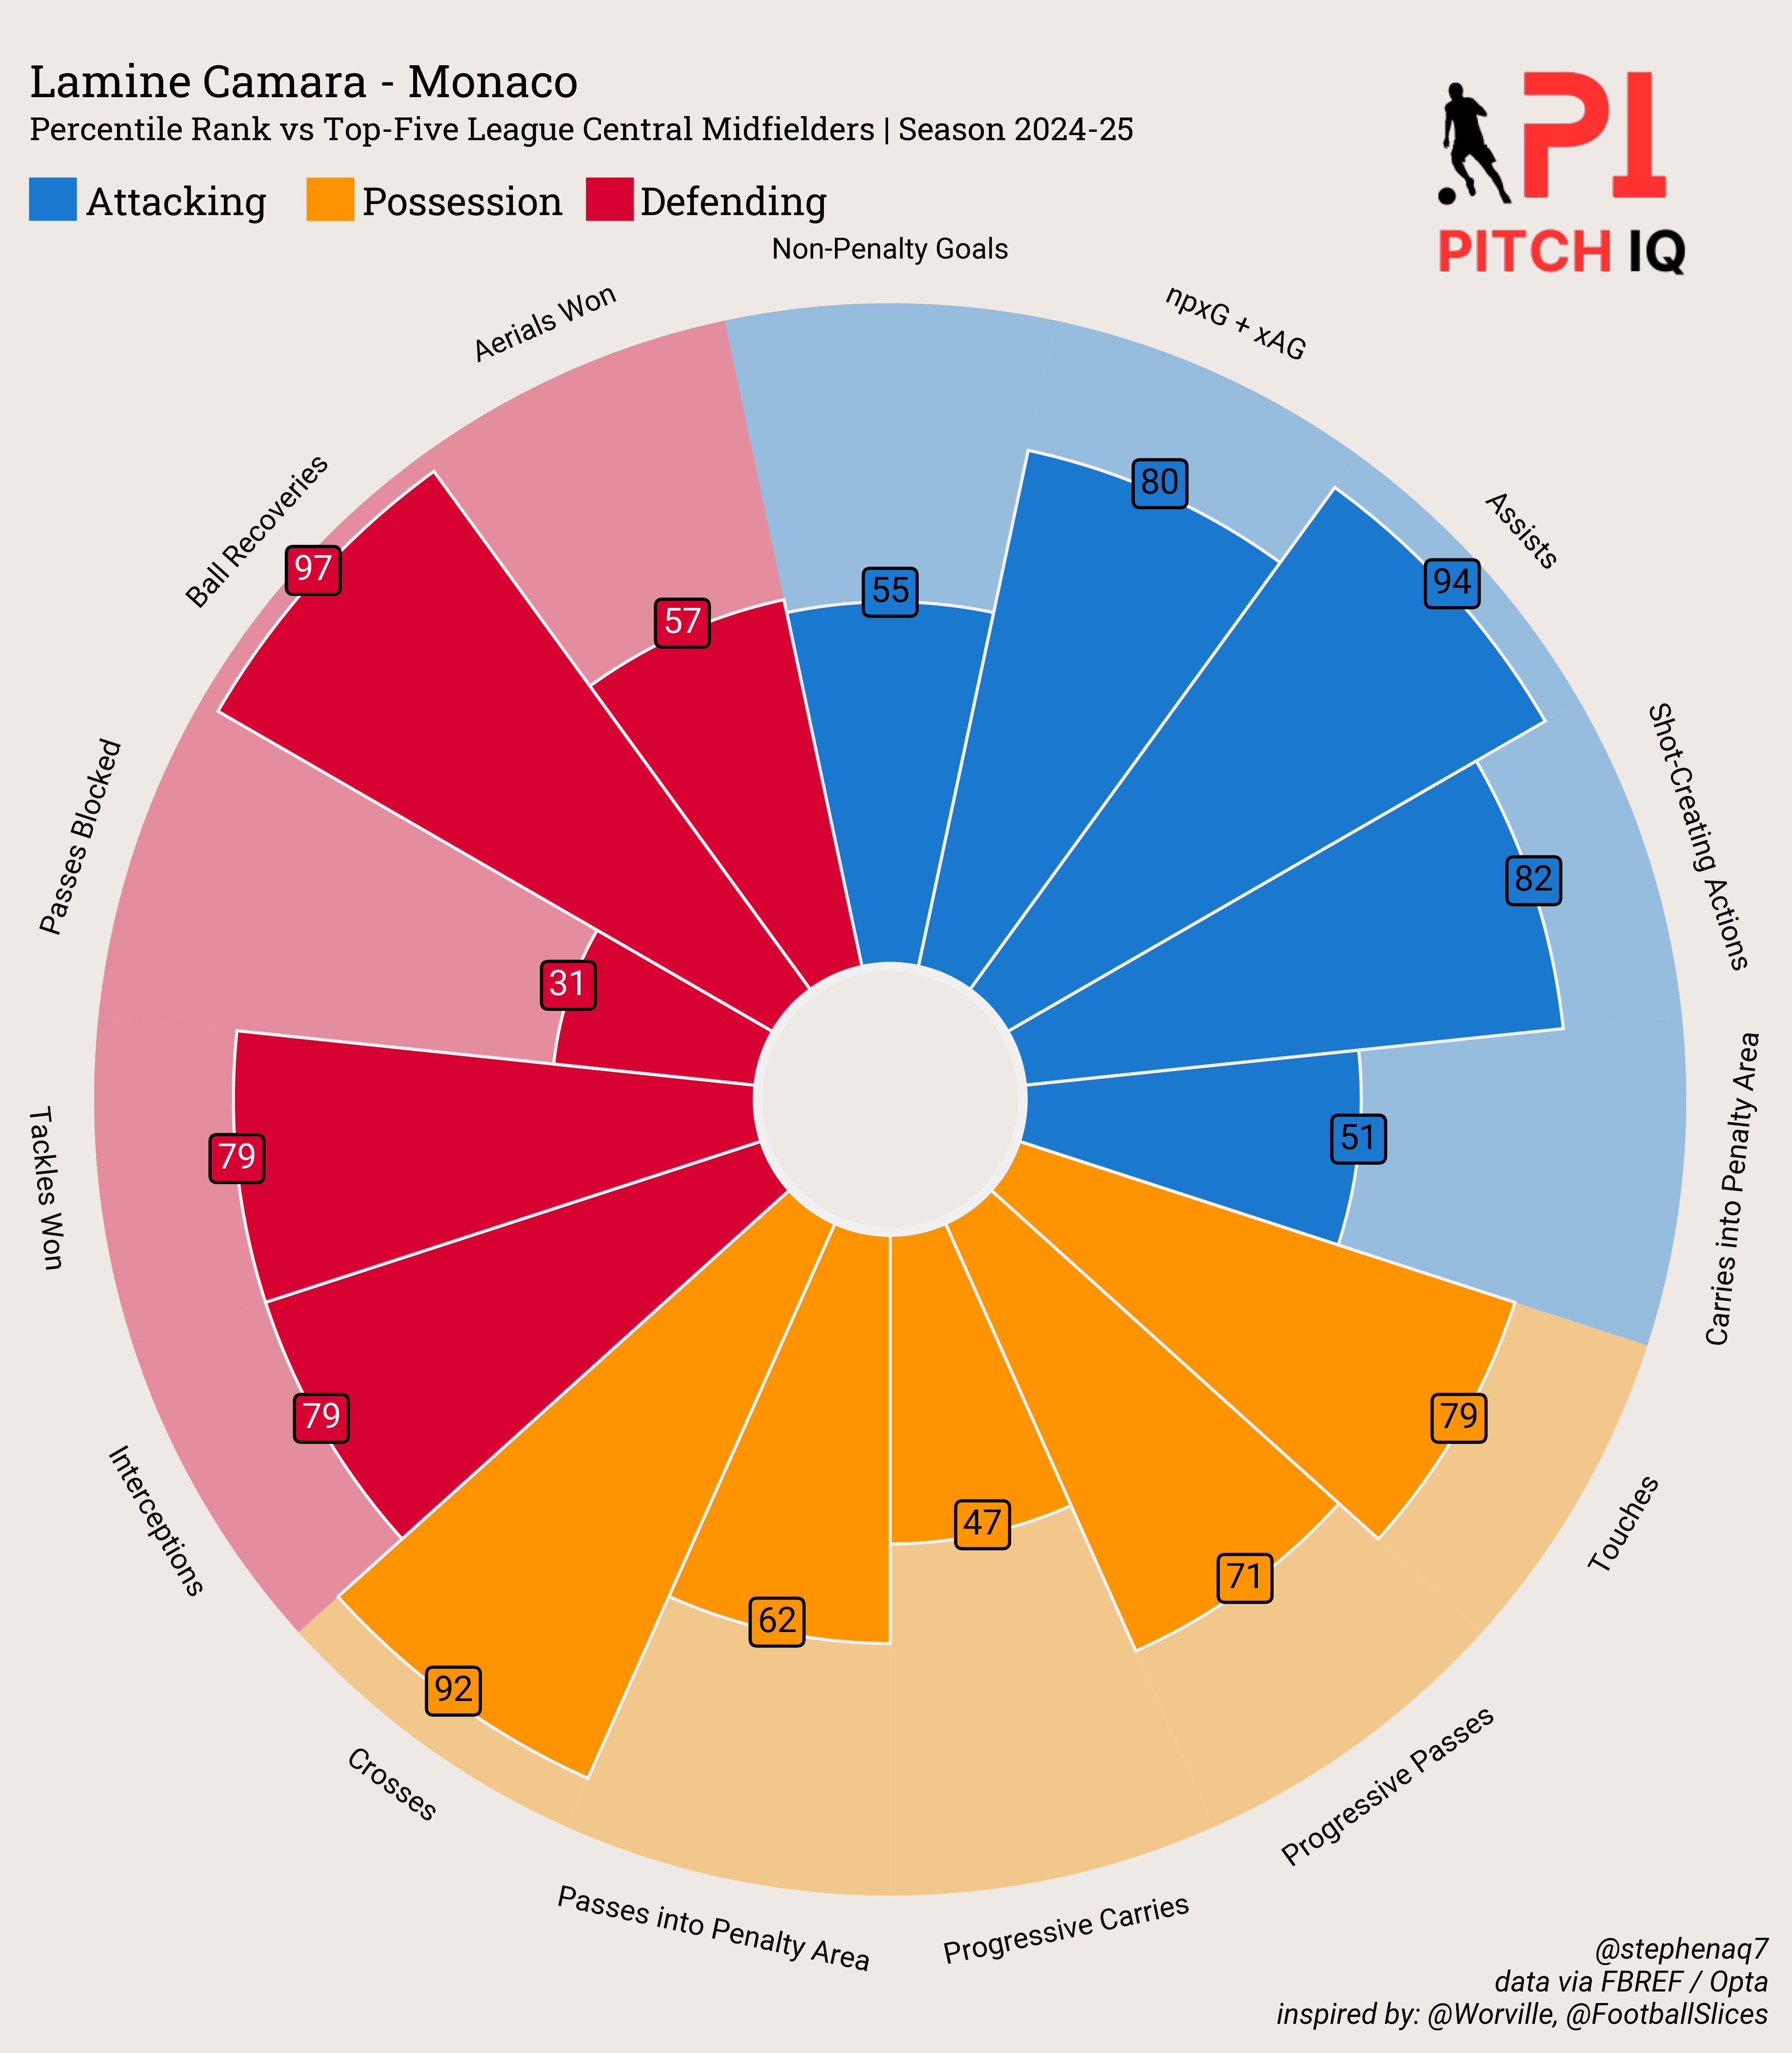 Lamine Camara - Monaco
Percentile Rank vs Top-Five League Central Midfielders | Season 2024-25
Attacking
Possession
Defending
PI
PITCH IQ
Non-Penalty Goals
55
npxG + xAG
80
Assists
94
Shot-Creating Actions
82
Carries into Penalty Area
51
Touches
79
Progressive Passes
71
Progressive Carries
47
Passes into Penalty Area
62
Crosses
92
Interceptions
79
Tackles Won
79
Passes Blocked
31
Ball Recoveries
97
Aerials Won
57
@stephenaq7
data via FBREF / Opta
inspired by: @Worville, @FootballSlices